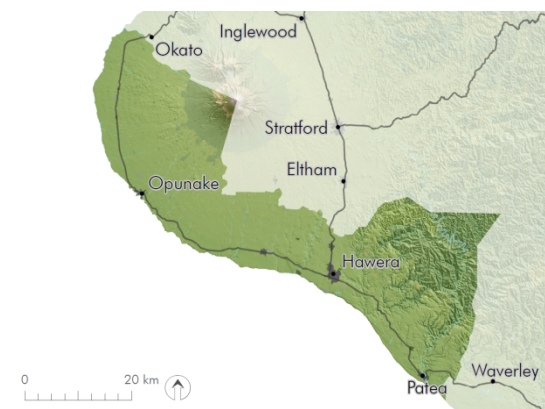 Inglewood
Okato
Stratford
Eltham
Opunake
Hawera
Waverley
Patea
0 20 km